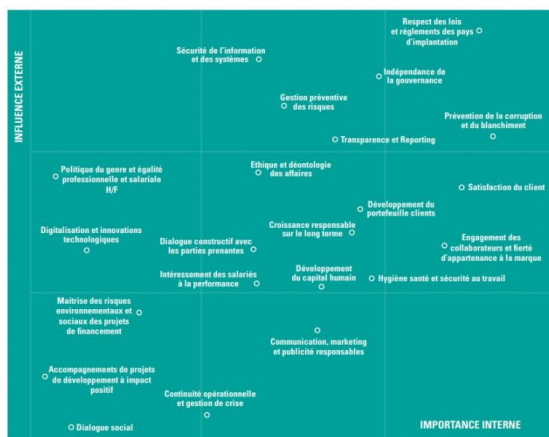 INFLUENCE EXTERNE
Respect des lois
et règlements des pays
d'implantation
Sécurité de l'information
et des systèmes
Indépendance de
la gouvernance
Gestion préventive
des risques
Prévention de la corruption
et du blanchiment
Transparence et Reporting
Politique du genre et égalité
professionnelle et salariale
H/F
Ethique et déontologie
des affaires
Satisfaction du client
Développement du
portefeuille clients
Digitalisation et innovations
technologiques
Dialogue constructif avec
les parties prenantes
Croissance responsable
sur le long terme
Engagement des
collaborateurs et fierté
d'appartenance à la marque
Intéressement des salariés
à la performance
Développement
du capital humain
Hygiène santé et sécurité au travail
Maitrise des risques
environnementaux et
sociaux des projets
de financement
Communication, marketing
et publicité responsables
Accompagnements de projets
de développement à impact
positif
Continuité opérationnelle
et gestion de crise
Dialogue social
IMPORTANCE INTERNE